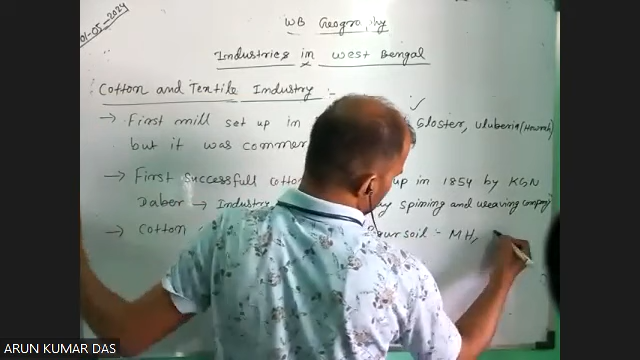 01-05-2024
WB Geography
Industries in West Bengal
Cotton and Textile Industry :-
→ First mill set up in Gloster, Uluberia (Howrah)
but it was commer
→ First successfull cotto up in 1854 by KGN
Daber → Industry spining and weaving company
→ Cotton soil :- MH,
ARUN KUMAR DAS